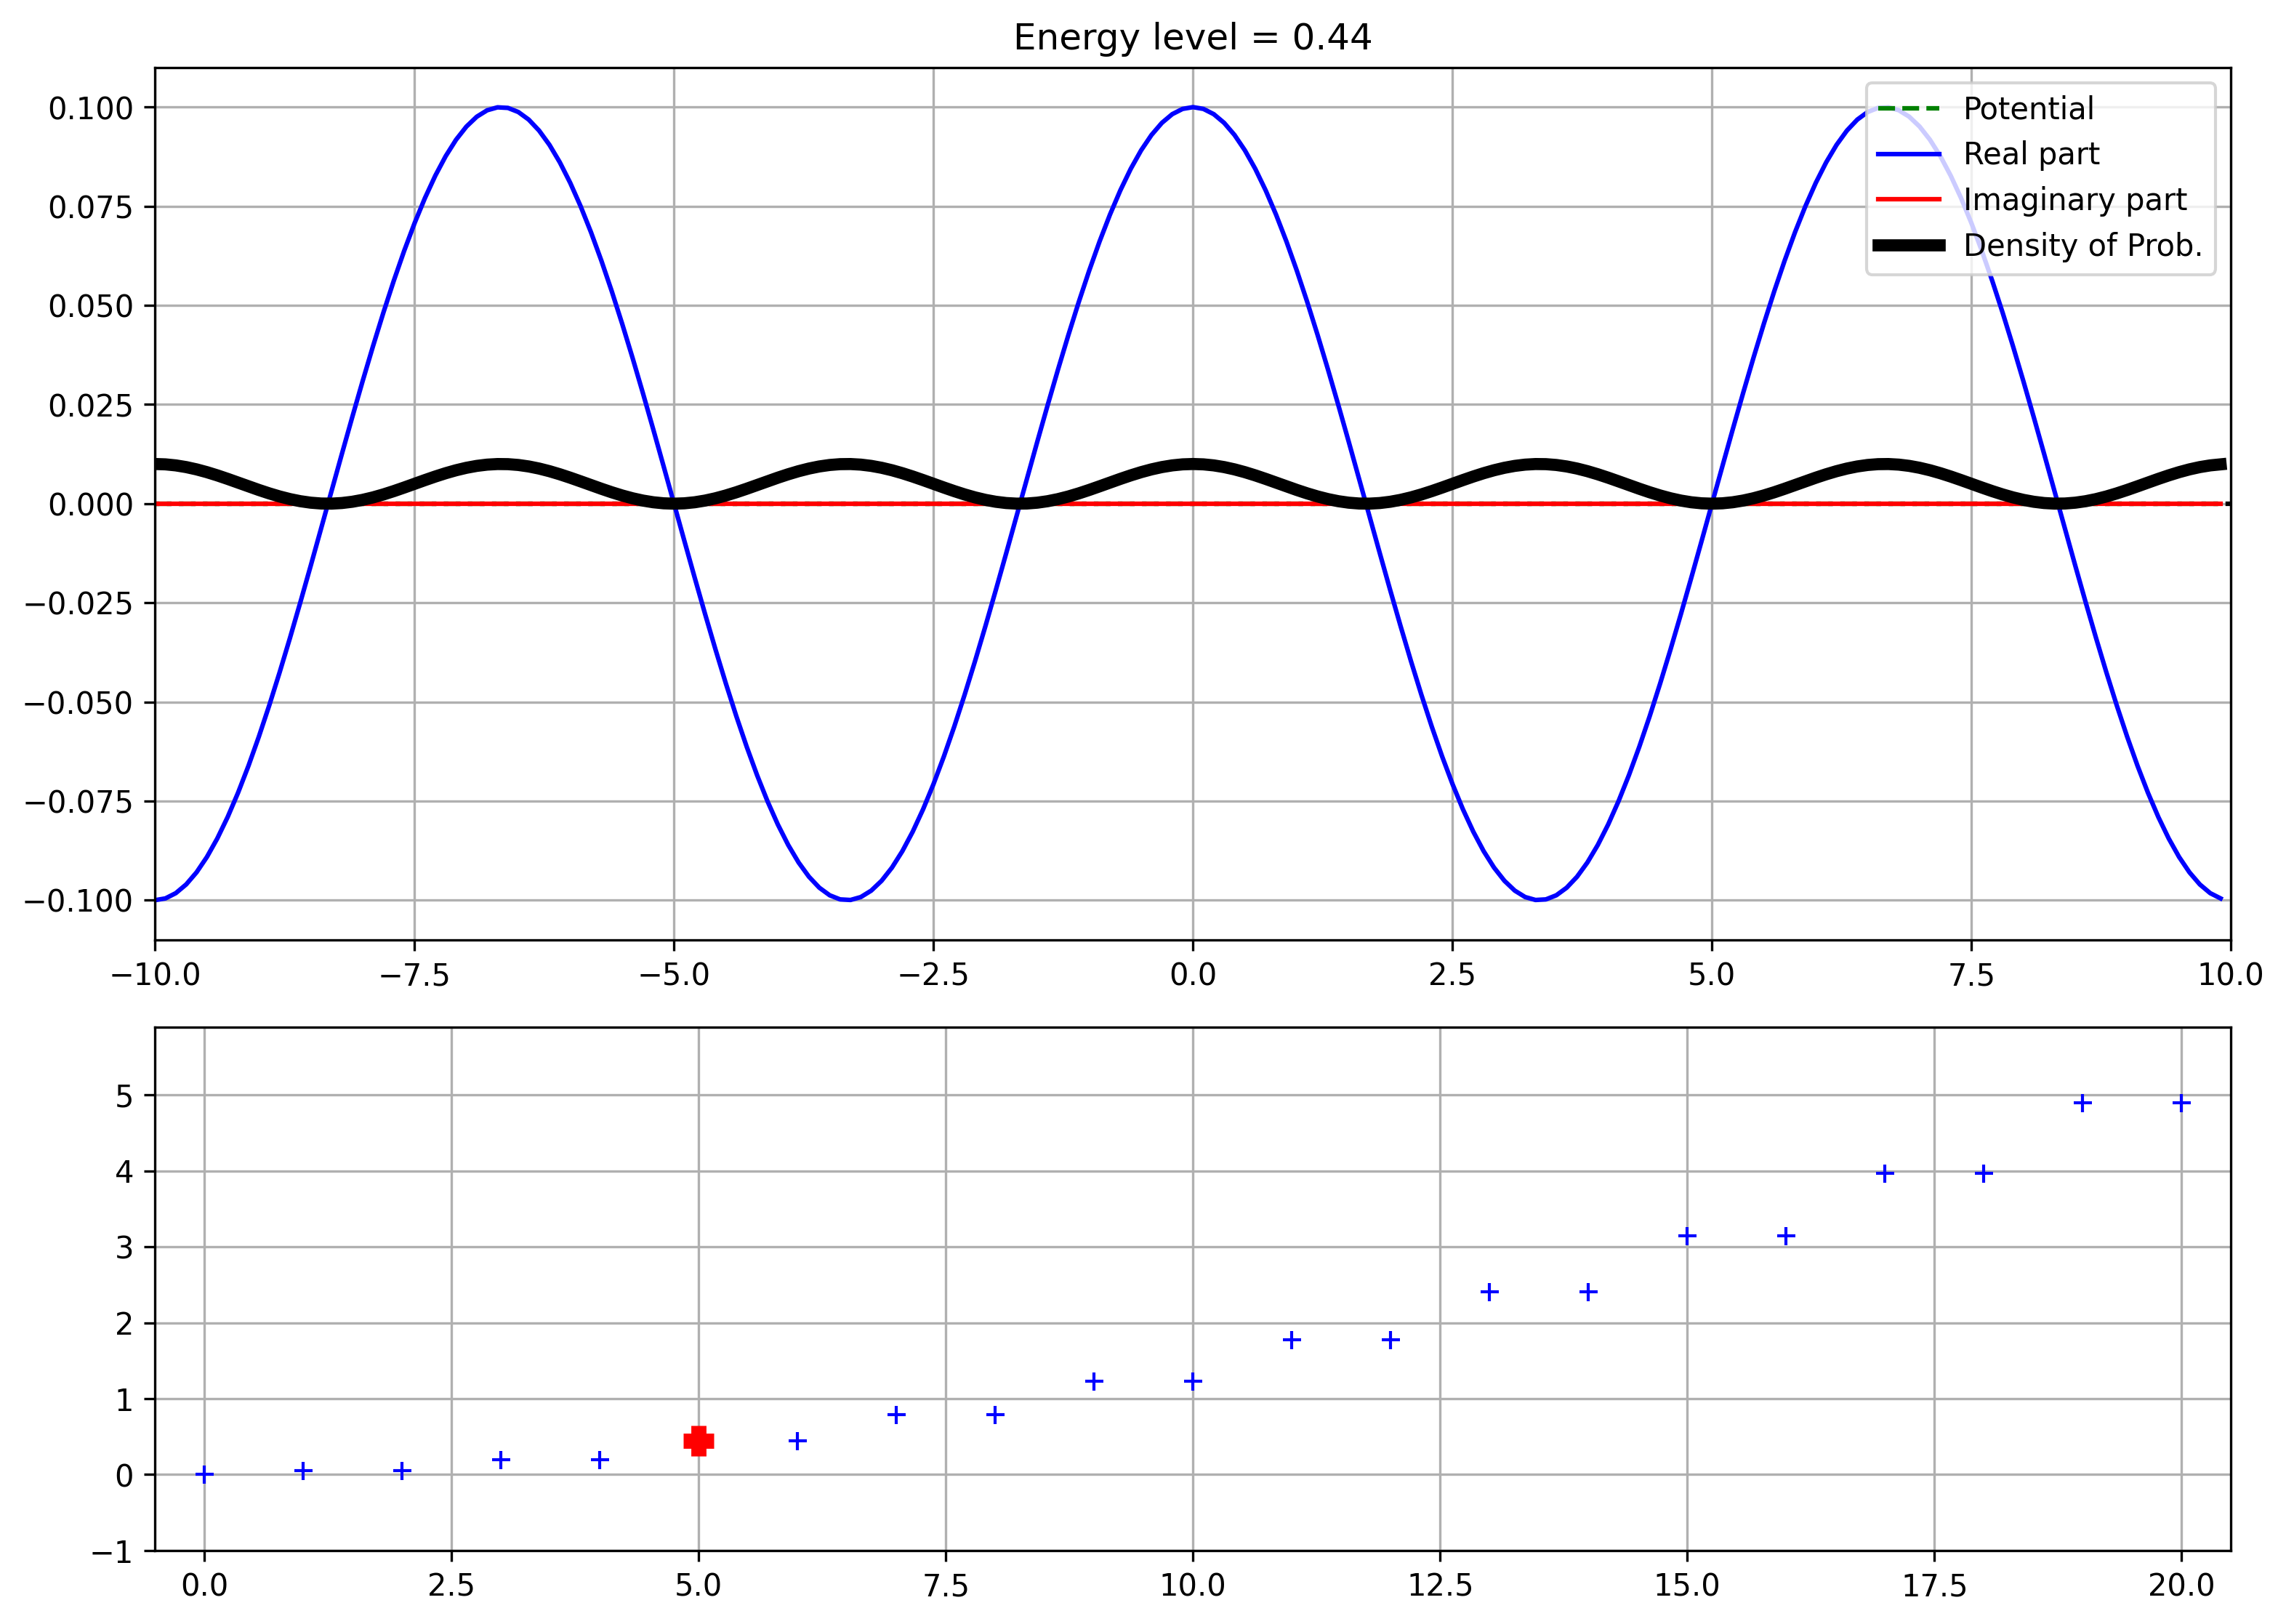 Energy level = 0.44
0.100
0.075
0.050
0.025
0.000
−0.025
−0.050
−0.075
−0.100
Potential
Real part
Imaginary part
Density of Prob.
−10.0 −7.5 −5.0 −2.5 0.0 2.5 5.0 7.5 10.0
5
4
3
2
1
0
−1
0.0 2.5 5.0 7.5 10.0 12.5 15.0 17.5 20.0